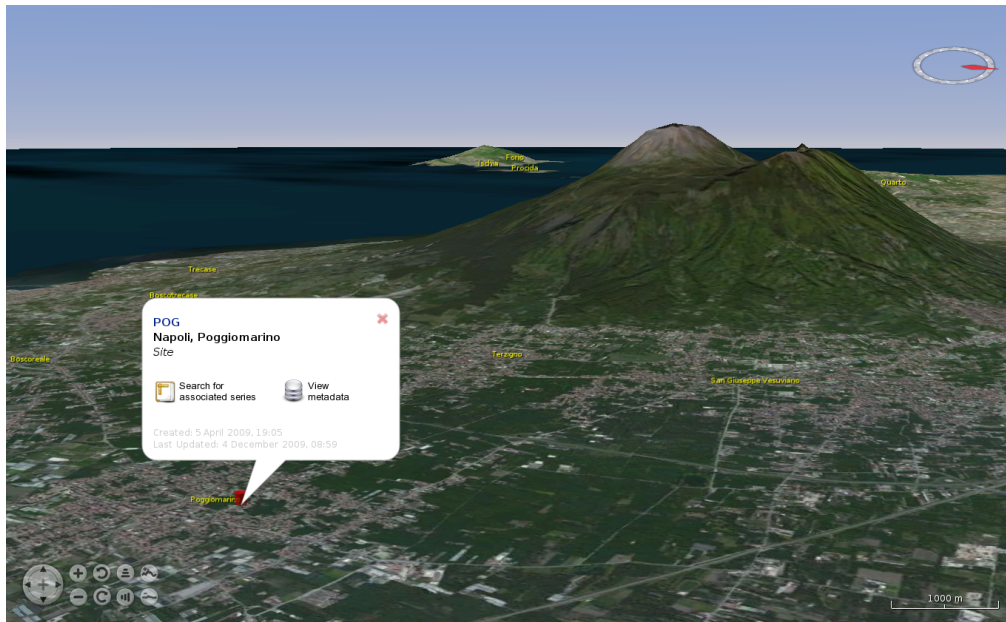 Ischia
Forio
Procida
Quarto
Trecase
Boscotrecase
POG
Napoli, Poggiomarino
Site
Boscoreale
Terzigno
San Giuseppe Vesuviano
Search for
associated series
View
metadata
Created: 5 April 2009, 19:05
Last Updated: 4 December 2009, 08:59
Poggiomarin
1000 m